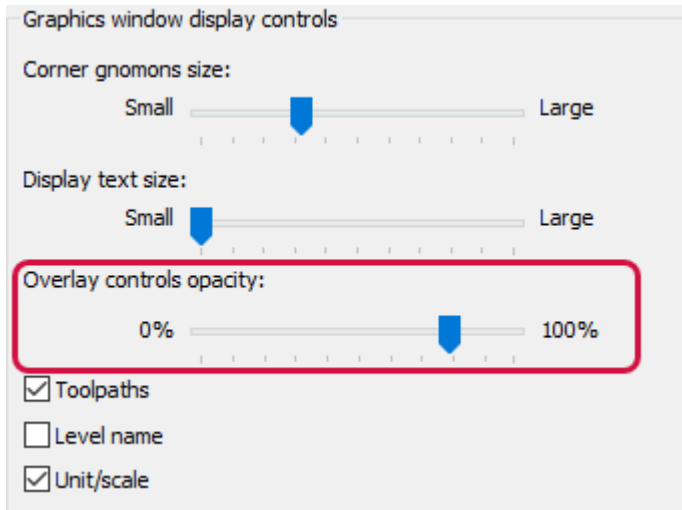 Graphics window display controls
Corner gnomons size:
Small Large
Display text size:
Small Large
Overlay controls opacity:
0% 100%
Toolpaths
Level name
Unit/scale